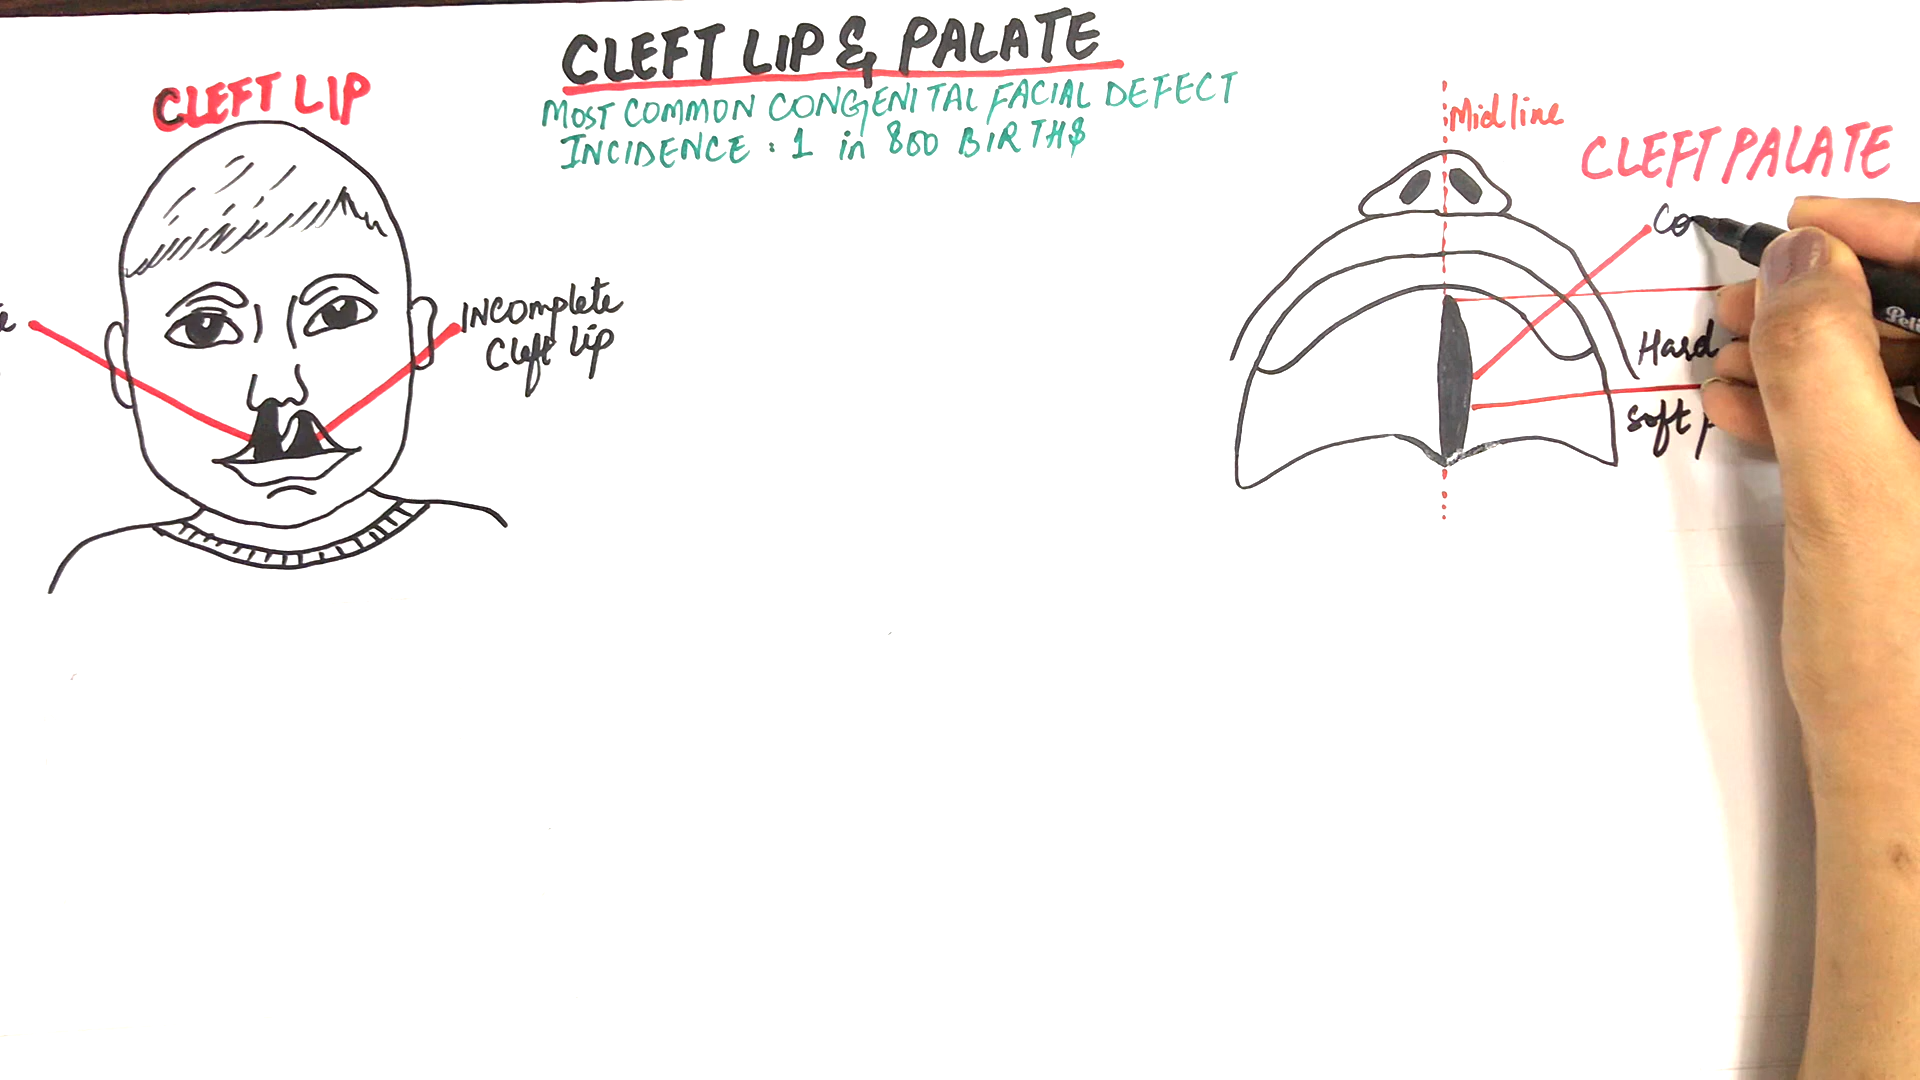 CLEFT LIP & PALATE
MOST COMMON CONGENITAL FACIAL DEFECT
INCIDENCE : 1 in 800 BIRTHS
CLEFT LIP
INCOMPLETE
Cleft lip
Midline
CLEFT PALATE
Co
Hard
Soft p